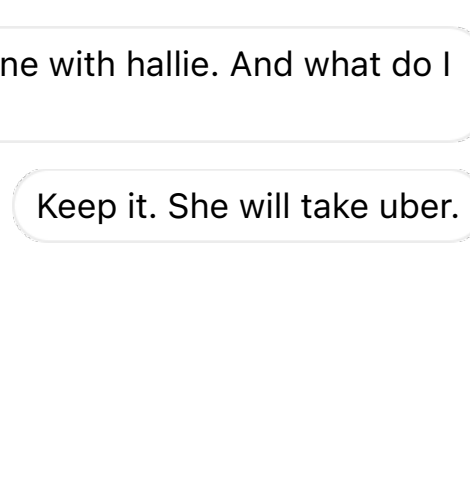 ne with hallie. And what do I
Keep it. She will take uber.